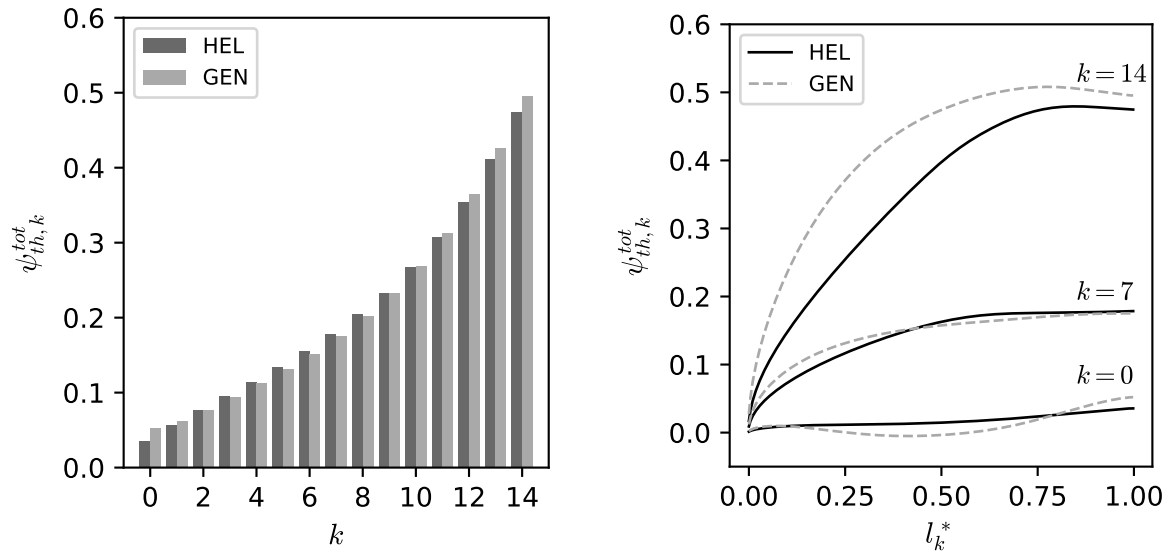 0.6
0.5
0.4
0.3
0.2
0.1
0.0
ψ_{th,k}^{tot}
HEL
GEN
0 2 4 6 8 10 12 14
k
0.6
0.5
0.4
0.3
0.2
0.1
0.0
ψ_{th,k}^{tot}
HEL
GEN
k = 14
k = 7
k = 0
0.00 0.25 0.50 0.75 1.00
l_k^*